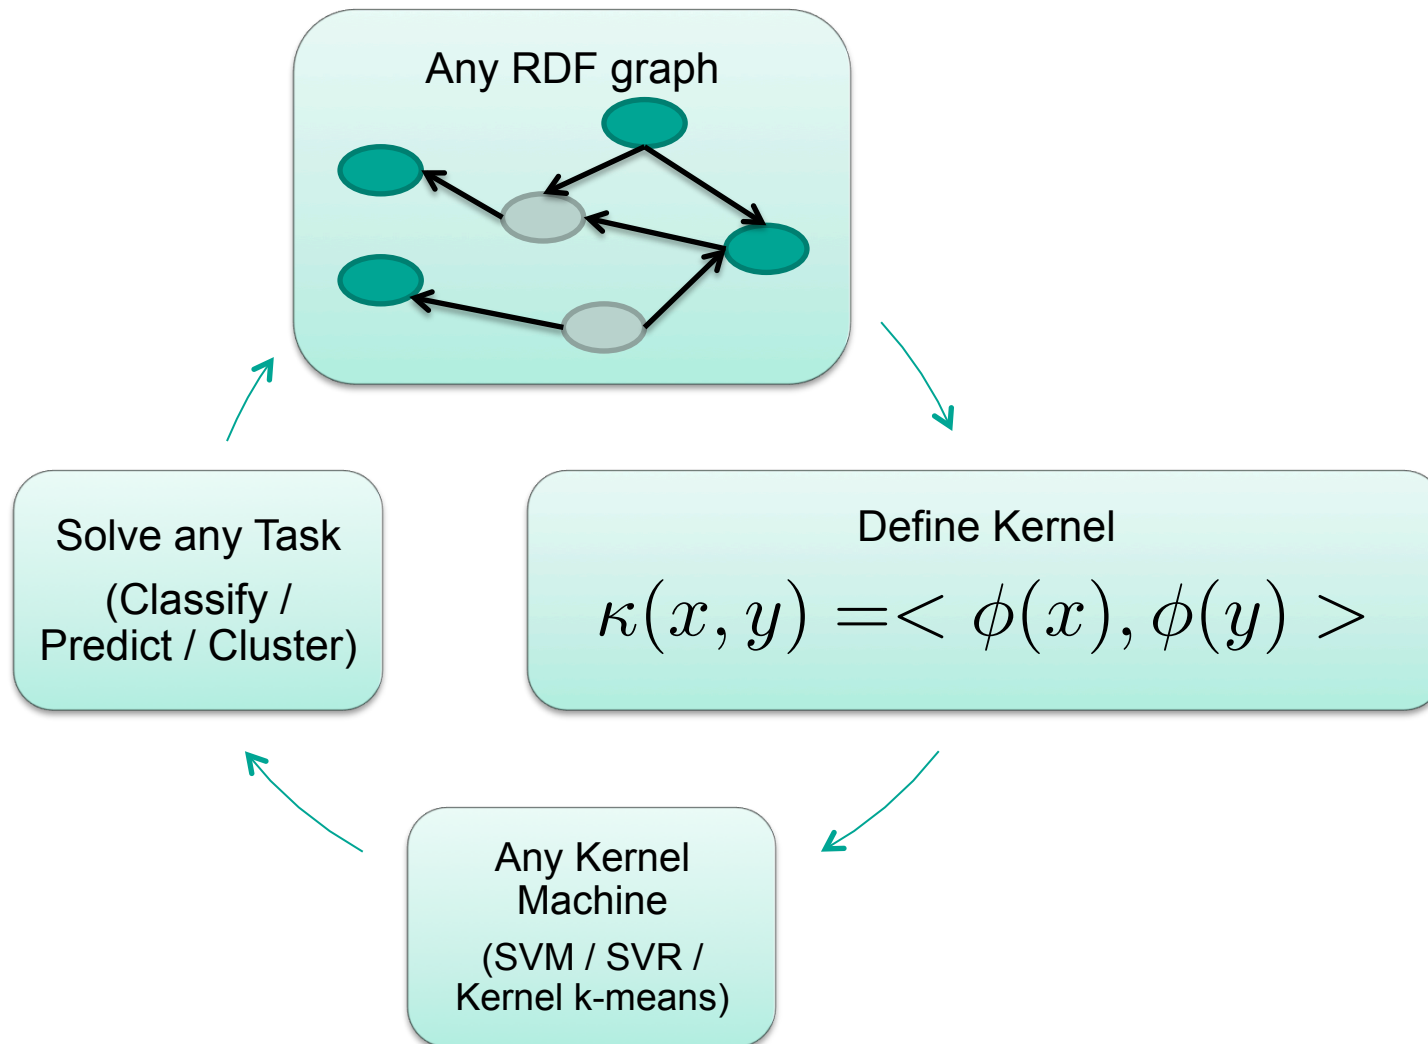 Any RDF graph
Define Kernel
κ(x, y) =< ϕ(x), ϕ(y) >
Any Kernel
Machine
(SVM / SVR /
Kernel k-means)
Solve any Task
(Classify /
Predict / Cluster)